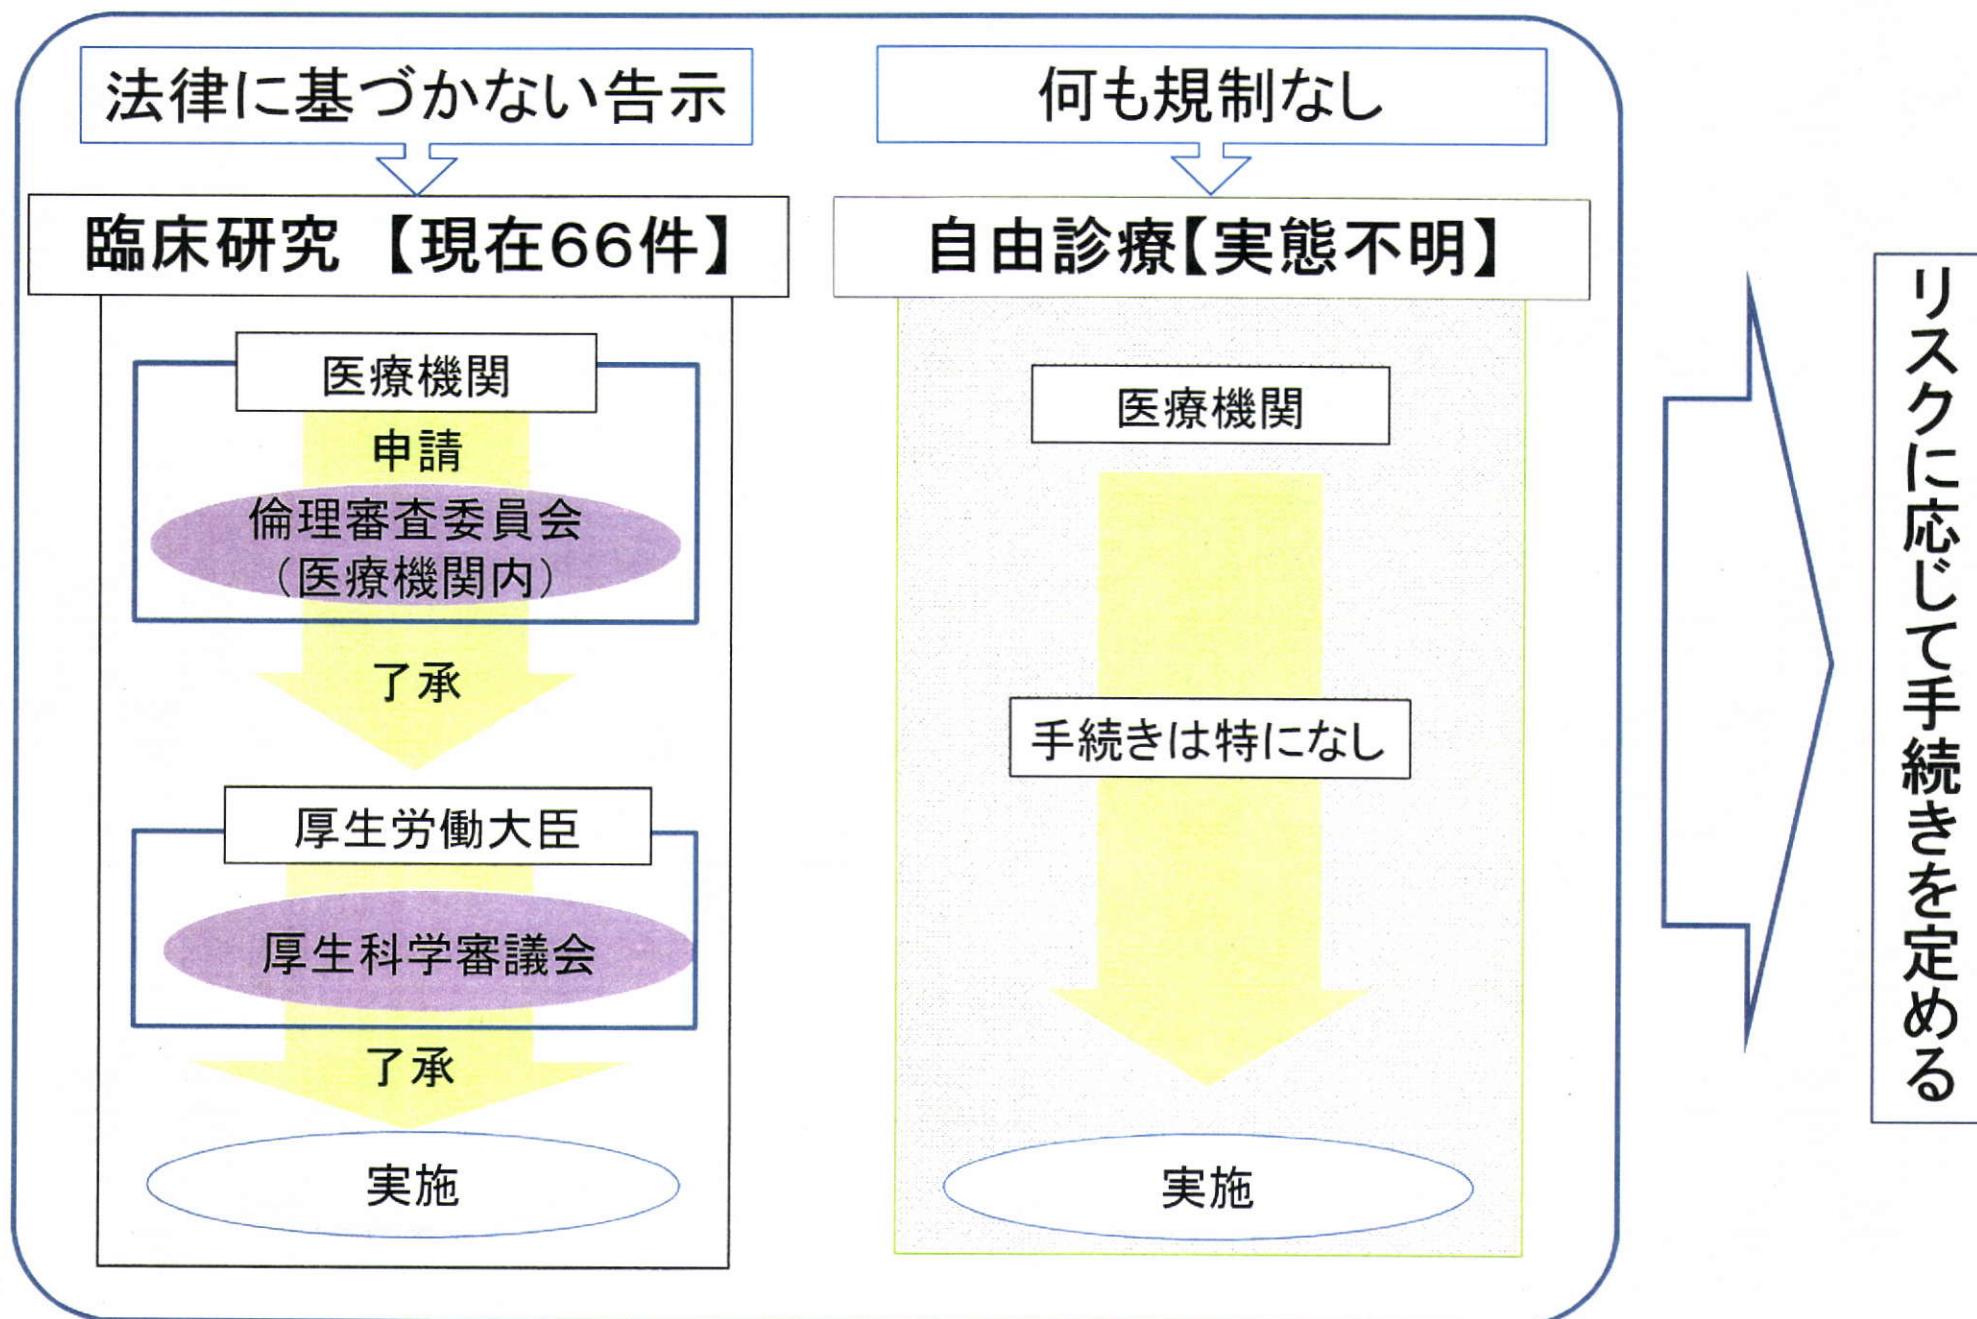 法律に基づかない告示
臨床研究【現在66件】
医療機関
申請
倫理審査委員会
(医療機関内)
了承
厚生労働大臣
厚生科学審議会
了承
実施
何も規制なし
自由診療【実態不明】
医療機関
手続きは特になし
実施
リスクに応じて手続きを定める